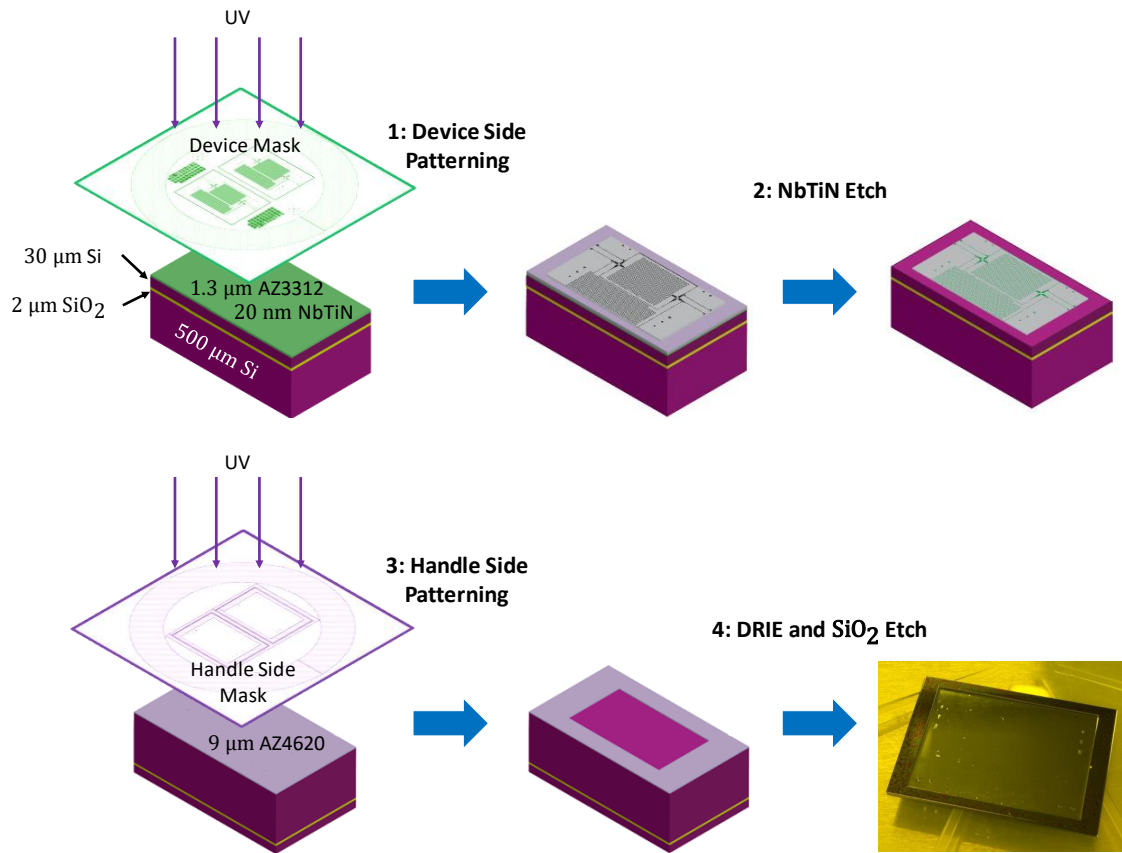 UV
Device Mask
1: Device Side
Patterning
2: NbTiN Etch
30 μm Si
2 μm SiO₂
1.3 μm AZ3312
20 nm NbTiN
500 μm Si
UV
3: Handle Side
Patterning
4: DRIE and SiO₂ Etch
Handle Side
Mask
9 μm AZ4620